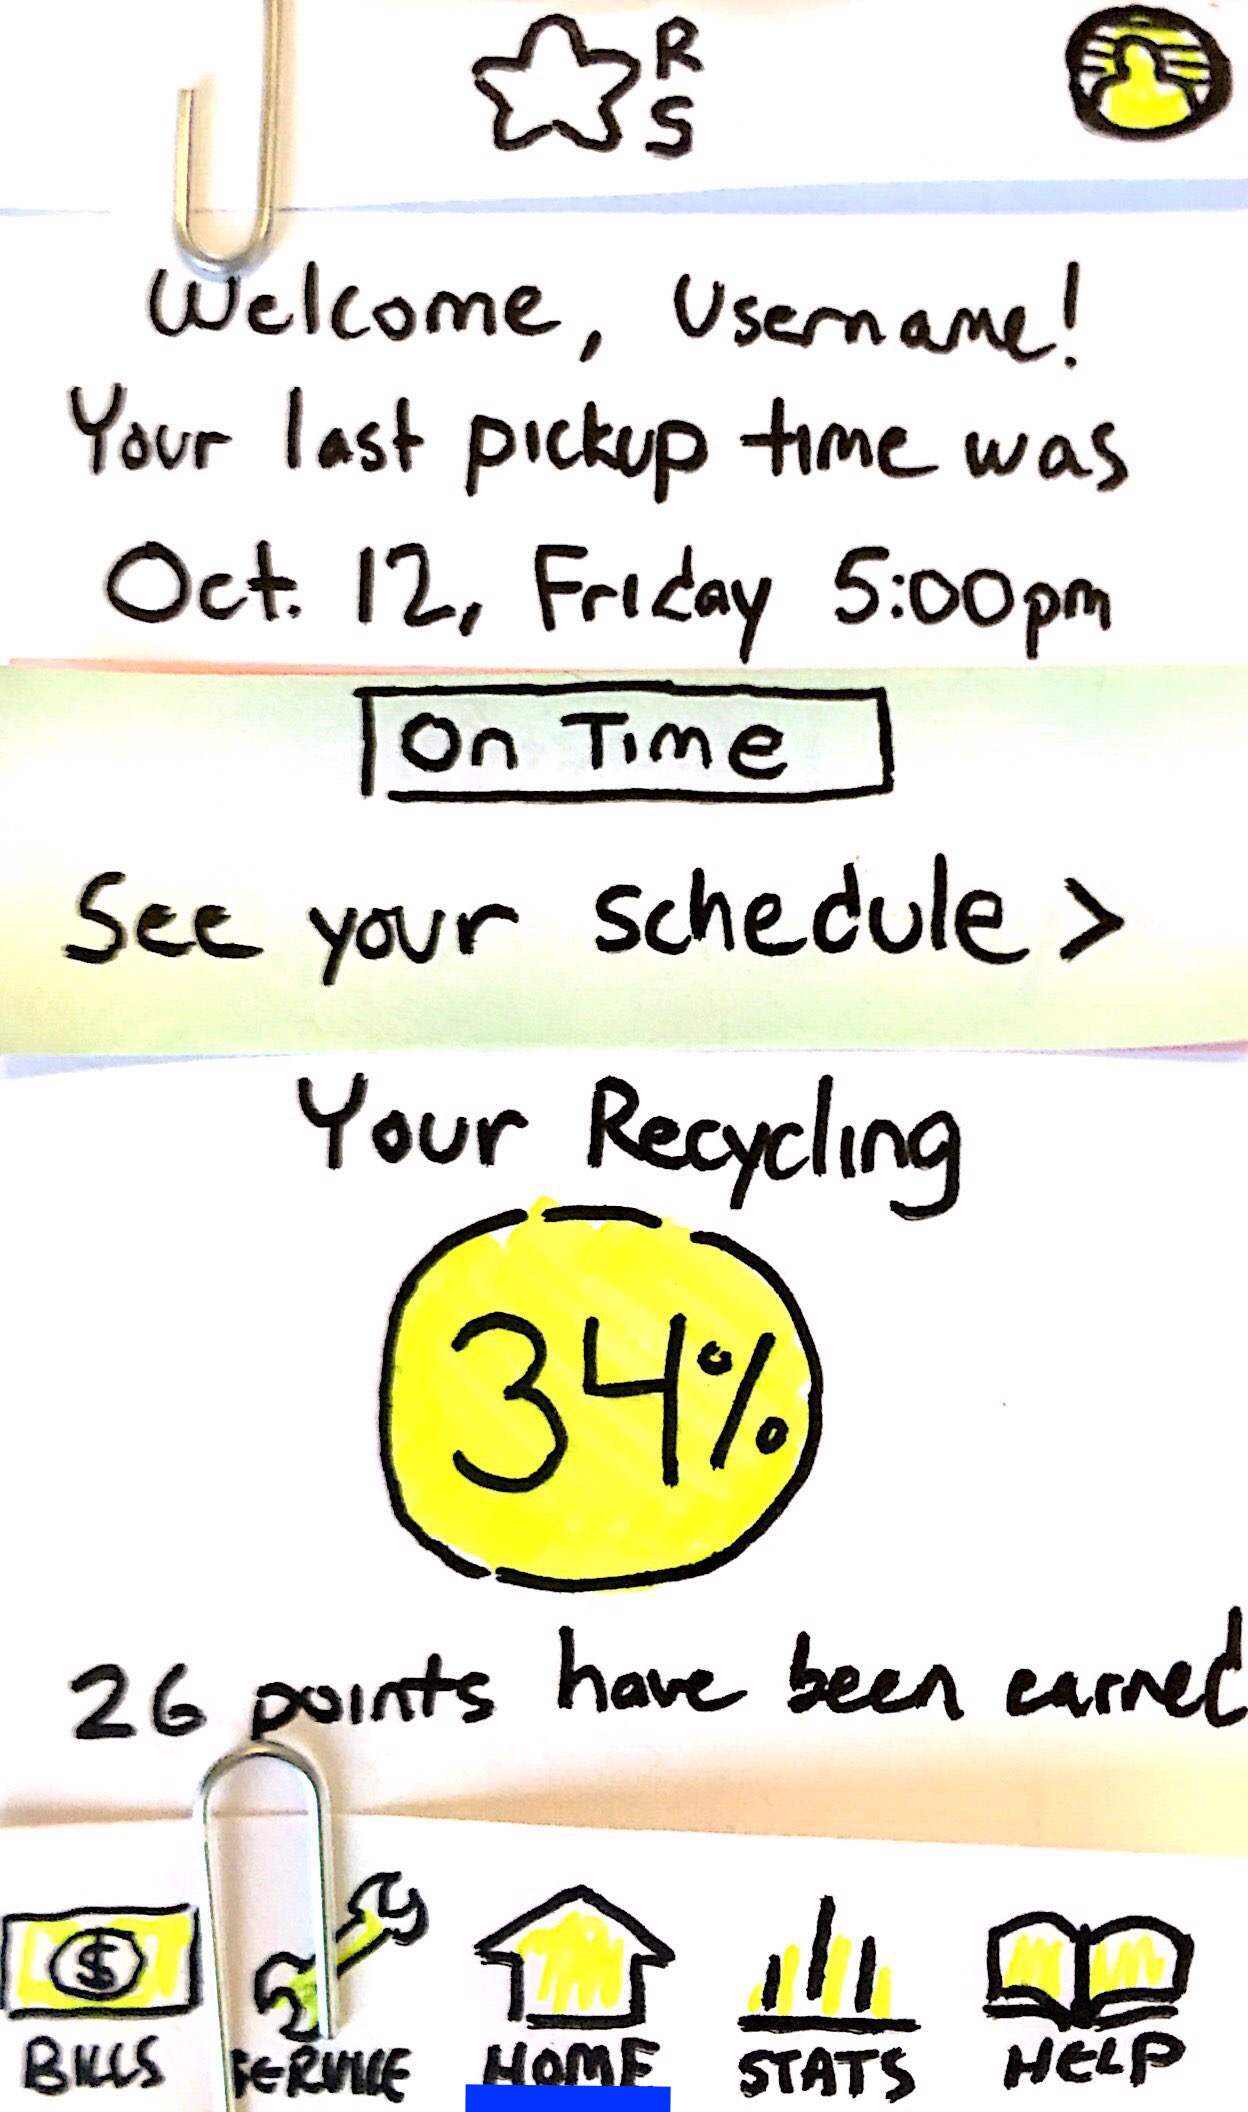 R
S
Welcome, Username!
Your last pickup time was
Oct. 12, Friday 5:00pm
On Time
See your schedule >
Your Recycling
34%
26 points have been earned
$
BILLS SERVICE HOME STATS HELP